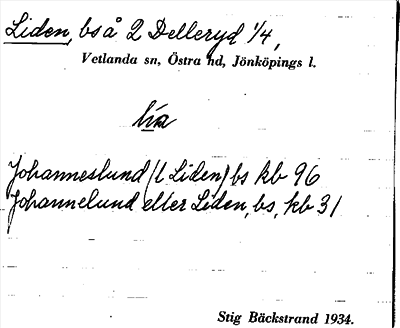 Liden, bs å 2 Delleryd 1/4,
Vetlanda sn, Östra hd, Jönköpings l.
lia
Johanneslund (l. Liden) bs kb 96
Johannelund eller Liden, bs, kb 31
Stig Bäckstrand 1934.